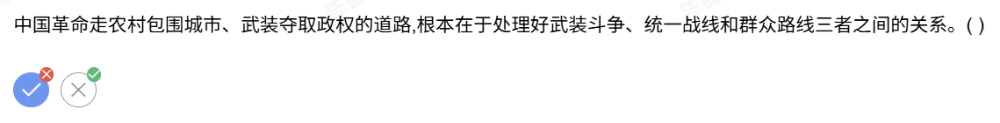 中国革命走农村包围城市、武装夺取政权的道路,根本在于处理好武装斗争、统一战线和群众路线三者之间的关系。( )